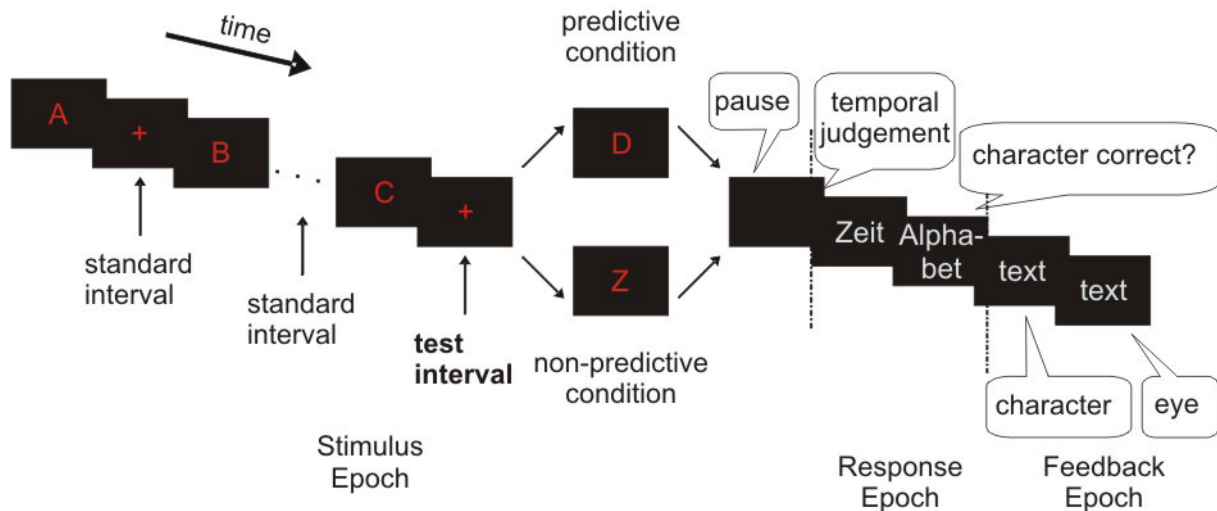 time
predictive
condition
A
+
B
. . .
C
+
D
Z
pause
temporal
judgement
character correct?
Zeit
Alpha-
bet
text
text
standard
interval
standard
interval
test
interval
non-predictive
condition
character
eye
Stimulus
Epoch
Response
Epoch
Feedback
Epoch